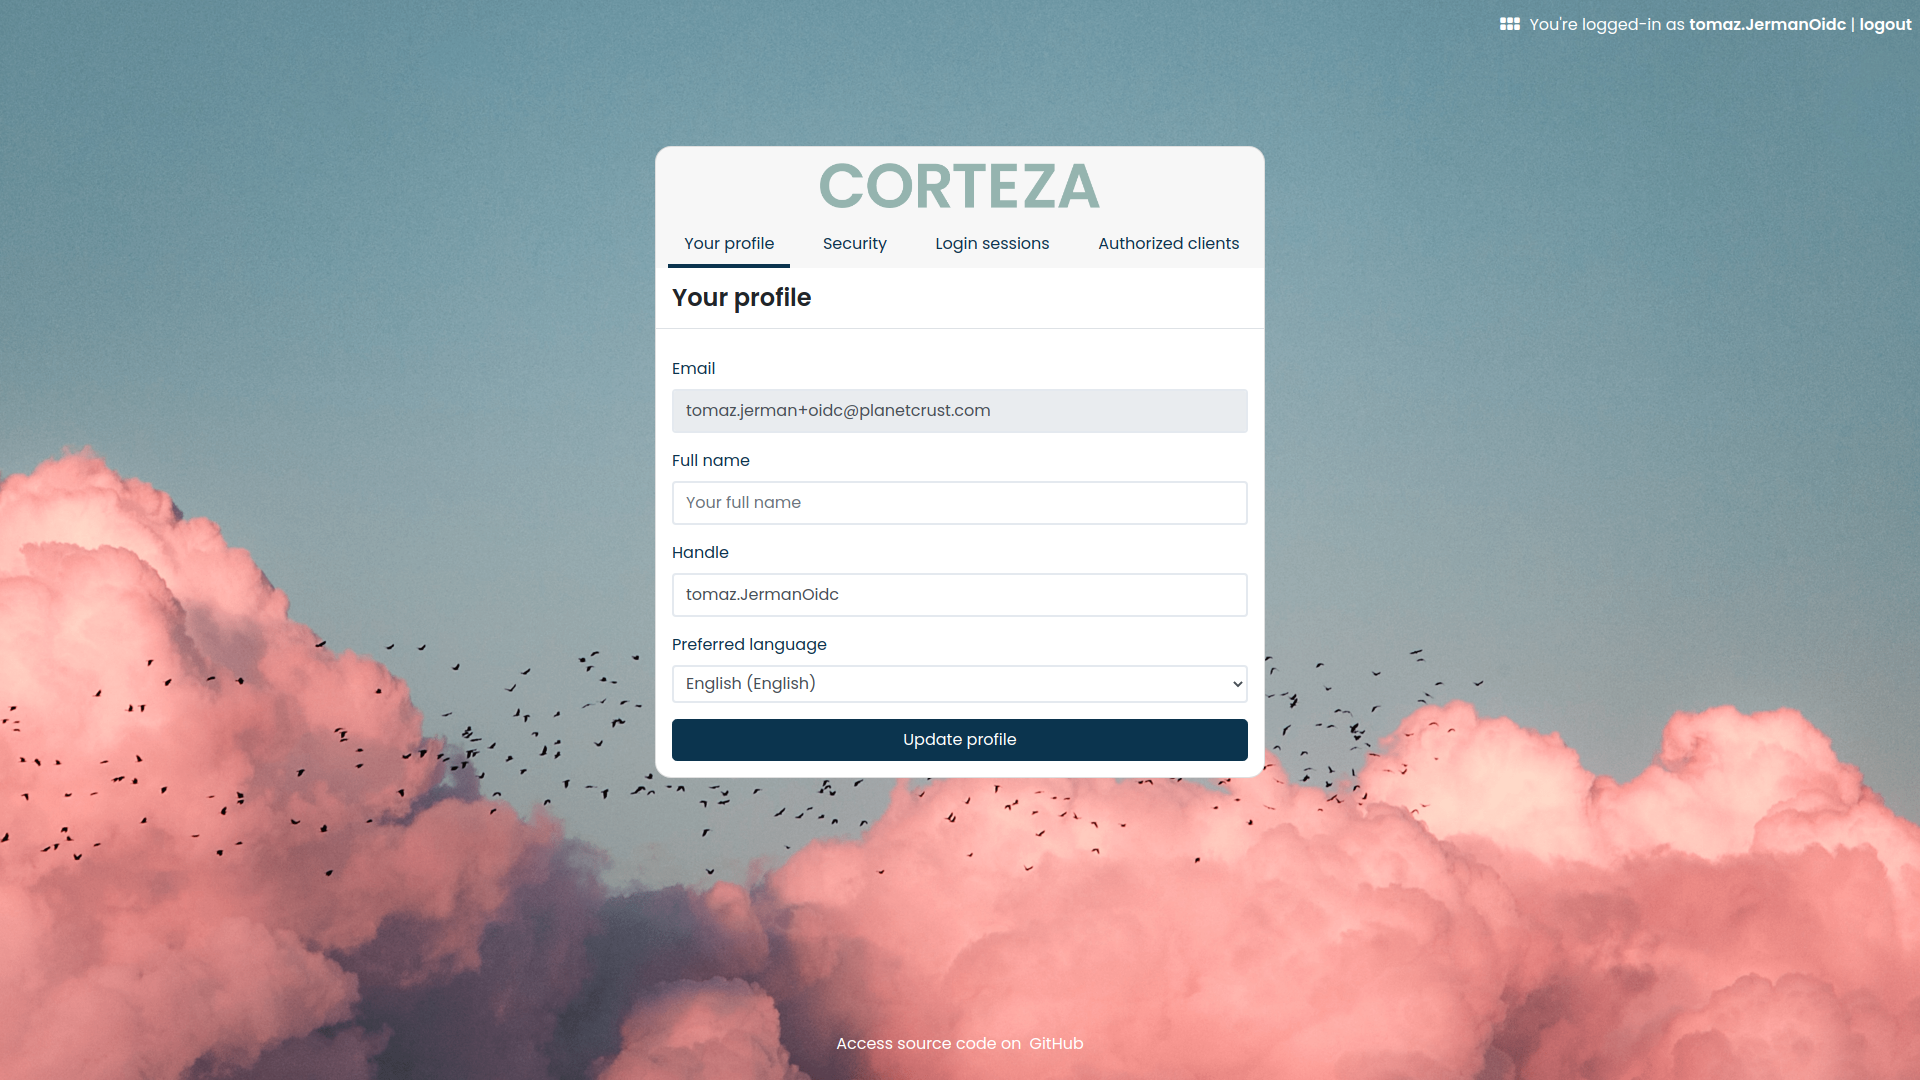 You're logged-in as tomaz.JermanOidc | logout
CORTEZA
Your profile Security Login sessions Authorized clients
Your profile
Email
tomaz.jerman+oidc@planetcrust.com
Full name
Your full name
Handle
tomaz.JermanOidc
Preferred language
English (English)
Update profile
Access source code on GitHub